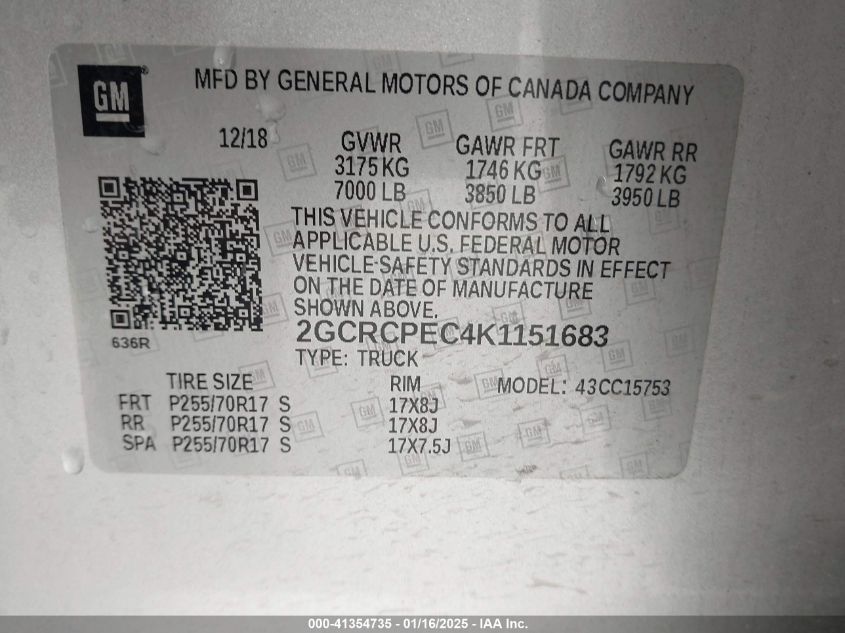 GM
MFD BY GENERAL MOTORS OF CANADA COMPANY
12/18 GVWR GAWR FRT GAWR RR
3175 KG 1746 KG 1792 KG
7000 LB 3850 LB 3950 LB
THIS VEHICLE CONFORMS TO ALL
APPLICABLE U.S. FEDERAL MOTOR
VEHICLE SAFETY STANDARDS IN EFFECT
ON THE DATE OF MANUFACTURE
SHOWN ABOVE.
636R
2GCRCPEC4K1151683
TYPE: TRUCK
TIRE SIZE RIM MODEL: 43CC15753
FRT P255/70R17 S 17X8J
RR P255/70R17 S 17X8J
SPA P255/70R17 S 17X7.5J
000-41354735 - 01/16/2025 - IAA Inc.